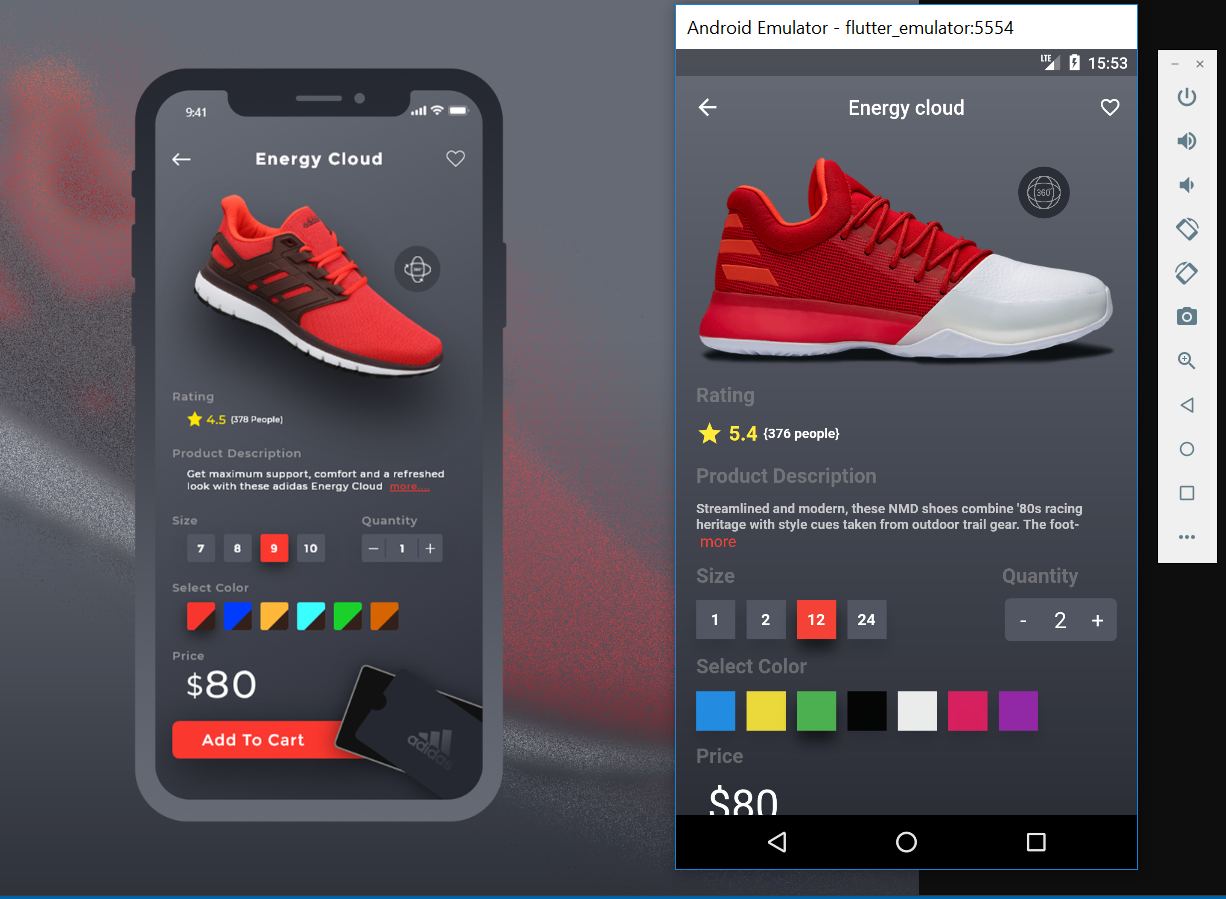 9:41
Energy Cloud
adidas
360°
Rating
4.5 (378 People)
Product Description
Get maximum support, comfort and a refreshed
look with these adidas Energy Cloud more....
Size
Quantity
7 8 9 10
– 1 +
Select Color
Price
$80
Add To Cart
adidas
Android Emulator - flutter_emulator:5554
LTE 15:53
Energy cloud
360°
Rating
5.4 {376 people}
Product Description
Streamlined and modern, these NMD shoes combine '80s racing
heritage with style cues taken from outdoor trail gear. The foot-
more
Size
Quantity
1 2 12 24
- 2 +
Select Color
Price
$80